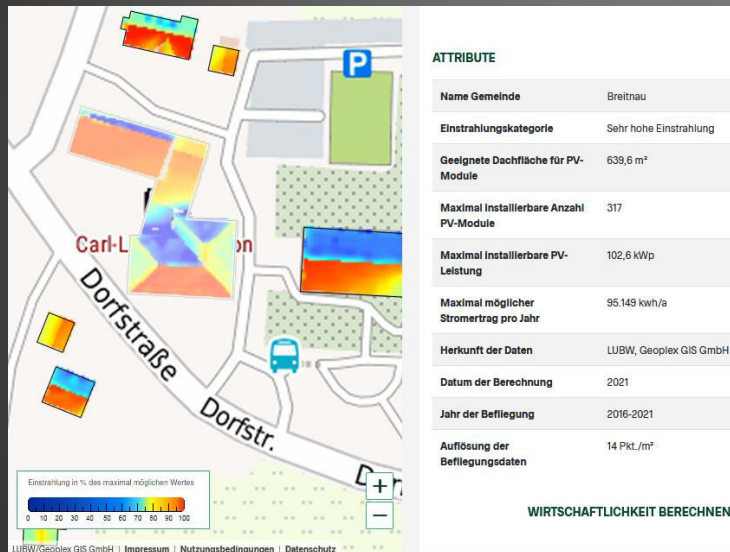 P
Carl-L
on
Dorfstraße
Dorfstr.
Einstrahlung in % des maximal möglichen Wertes
0 10 20 30 40 50 60 70 80 90 100
+
−
LUBW/Geoplex GIS GmbH | Impressum | Nutzungsbedingungen | Datenschutz
ATTRIBUTE
Name Gemeinde Breitnau
Einstrahlungskategorie Sehr hohe Einstrahlung
Geeignete Dachfläche für PV- 639,6 m²
Module
Maximal installierbare Anzahl 317
PV-Module
Maximal installierbare PV- 102,6 kWp
Leistung
Maximal möglicher 95.149 kwh/a
Stromertrag pro Jahr
Herkunft der Daten LUBW, Geoplex GIS GmbH
Datum der Berechnung 2021
Jahr der Befliegung 2016-2021
Auflösung der 14 Pkt./m²
Befliegungsdaten
WIRTSCHAFTLICHKEIT BERECHNEN